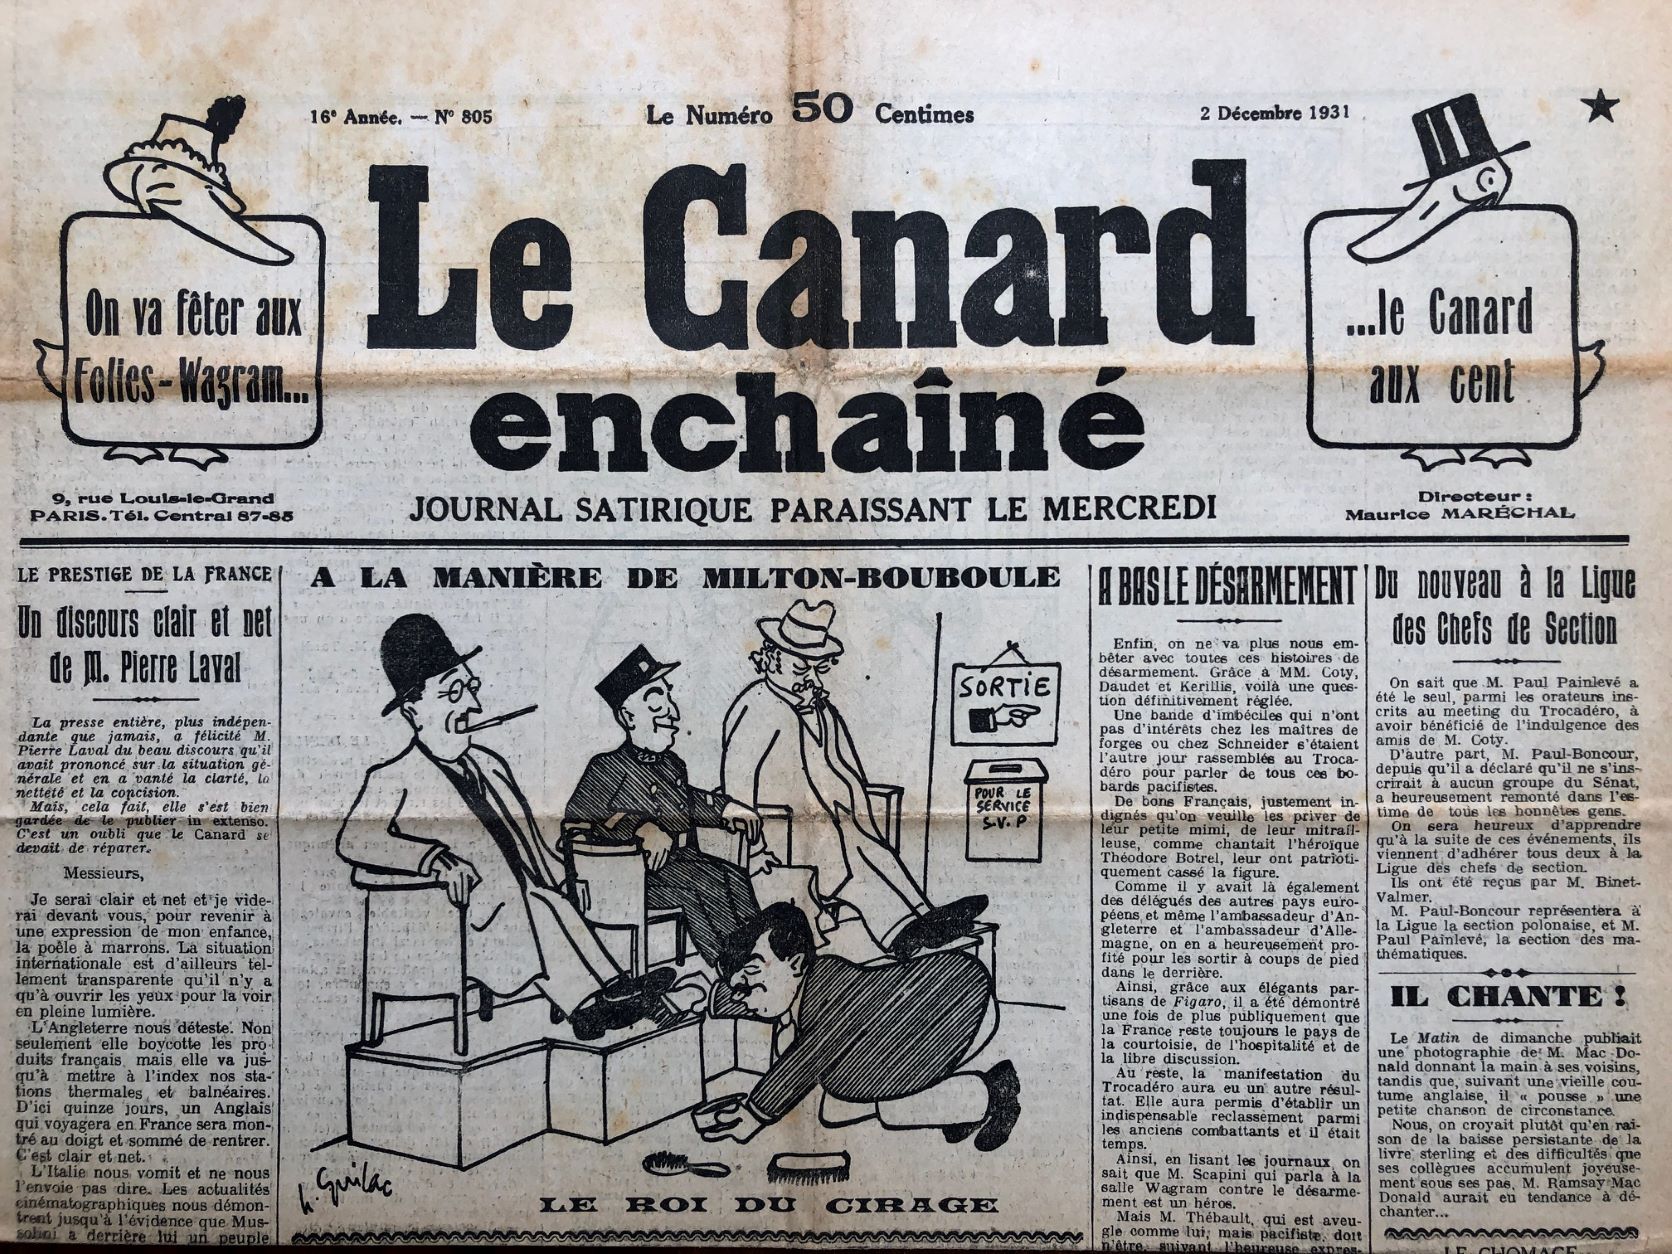 16e Année. — N° 805
Le Numéro 50 Centimes
2 Décembre 1931
On va fêter aux
Folies-Wagram...
Le Canard
enchaîné
...le Canard
aux cent
9, rue Louis-le-Grand
PARIS. Tél. Central 87-85
JOURNAL SATIRIQUE PARAISSANT LE MERCREDI
Directeur :
Maurice MARÉCHAL
LE PRESTIGE DE LA FRANCE
Un discours clair et net
de M. Pierre Laval
La presse entière, plus indépen-
dante que jamais, a félicité M.
Pierre Laval du beau discours qu'il
avait prononcé sur la situation gé-
nérale et en a vanté la clarté, la
netteté et la concision.
Mais, cela fait, elle s'est bien
gardée de le publier in extenso.
C'est un oubli que le Canard se
devait de réparer.
Messieurs,
Je serai clair et net et je vide-
rai devant vous, pour revenir à
une expression de mon enfance,
la poêle à marrons. La situation
internationale est d'ailleurs tel-
lement transparente qu'il n'y a
qu'à ouvrir les yeux pour la voir
en pleine lumière.
L'Angleterre nous déteste. Non
seulement elle boycotte les pro
duits français mais elle va jus-
qu'à mettre à l'index nos sta-
tions thermales et balnéaires.
D'ici quinze jours, un Anglais
qui voyagera en France sera mon-
tré au doigt et sommé de rentrer.
C'est clair et net.
L'Italie nous vomit et ne nous
l'envoie pas dire. Les actualités
cinématographiques nous démon-
trent jusqu'à l'évidence que Mus-
solini a derrière lui un peuple
A LA MANIÈRE DE MILTON-BOUBOULE
SORTIE
POUR LE
SERVICE
S.V.P
H. Guilac
LE ROI DU CIRAGE
A BAS LE DÉSARMEMENT
Enfin, on ne va plus nous em-
bêter avec toutes ces histoires de
désarmement. Grâce à MM. Coty,
Daudet et Kerillis, voilà une ques-
tion définitivement réglée.
Une bande d'imbéciles qui n'ont
pas d'intérêts chez les maîtres de
forges ou chez Schneider s'étaient
l'autre jour rassemblés au Troca-
déro pour parler de tous ces bo-
bards pacifistes.
De bons Français, justement in-
dignés qu'on veuille les priver de
leur petite mimi, de leur mitrail-
leuse, comme chantait l'héroïque
Théodore Botrel, leur ont patrioti-
quement cassé la figure.
Comme il y avait là également
des délégués des autres pays euro-
péens et même l'ambassadeur d'An-
gleterre et l'ambassadeur d'Alle-
magne, on en a heureusement pro-
fité pour les sortir à coups de pied
dans le derrière.
Ainsi, grâce aux élégants par-
tisans de Figaro, il a été démontré
une fois de plus publiquement que
la France reste toujours le pays de
la courtoisie, de l'hospitalité et de
la libre discussion.
Au reste, la manifestation du
Trocadéro aura eu un autre résul-
tat. Elle aura permis d'établir un
indispensable reclassement parmi
les anciens combattants et il était
temps.
Ainsi, en lisant les journaux on
sait que M. Scapini qui parla à la
salle Wagram contre le désarme-
ment est un héros.
Mais M. Thébault, qui est aveu-
gle comme lui, mais pacifiste, doit
n'être, suivant l'heureuse expres-
Du nouveau à la Ligue
des Chefs de Section
On sait que M. Paul Painlevé a
été le seul, parmi les orateurs ins-
crits au meeting du Trocadéro, à
avoir bénéficié de l'indulgence des
amis de M. Coty.
D'autre part, M. Paul-Boncour,
depuis qu'il a déclaré qu'il ne s'ins-
crirait à aucun groupe du Sénat,
a heureusement remonté dans l'es-
time de tous les honnêtes gens.
On sera heureux d'apprendre
qu'à la suite de ces événements, ils
viennent d'adhérer tous deux à la
Ligue des chefs de section.
Ils ont été reçus par M. Binet-
Valmer.
M. Paul-Boncour représentera à
la Ligue la section polonaise, et M.
Paul Painlevé, la section des ma-
thématiques.
IL CHANTE !
Le Matin de dimanche publiait
une photographie de M. Mac Do-
nald donnant la main à ses voisins,
tandis que, suivant une vieille cou-
tume anglaise, il « pousse » une
petite chanson de circonstance.
Nous, on croyait plutôt qu'en rai-
son de la baisse persistante de la
livre sterling et des difficultés que
ses collègues accumulent joyeuse-
ment sous ses pas, M. Ramsay Mac
Donald aurait eu tendance à dé-
chanter...
LE CHOMAGE